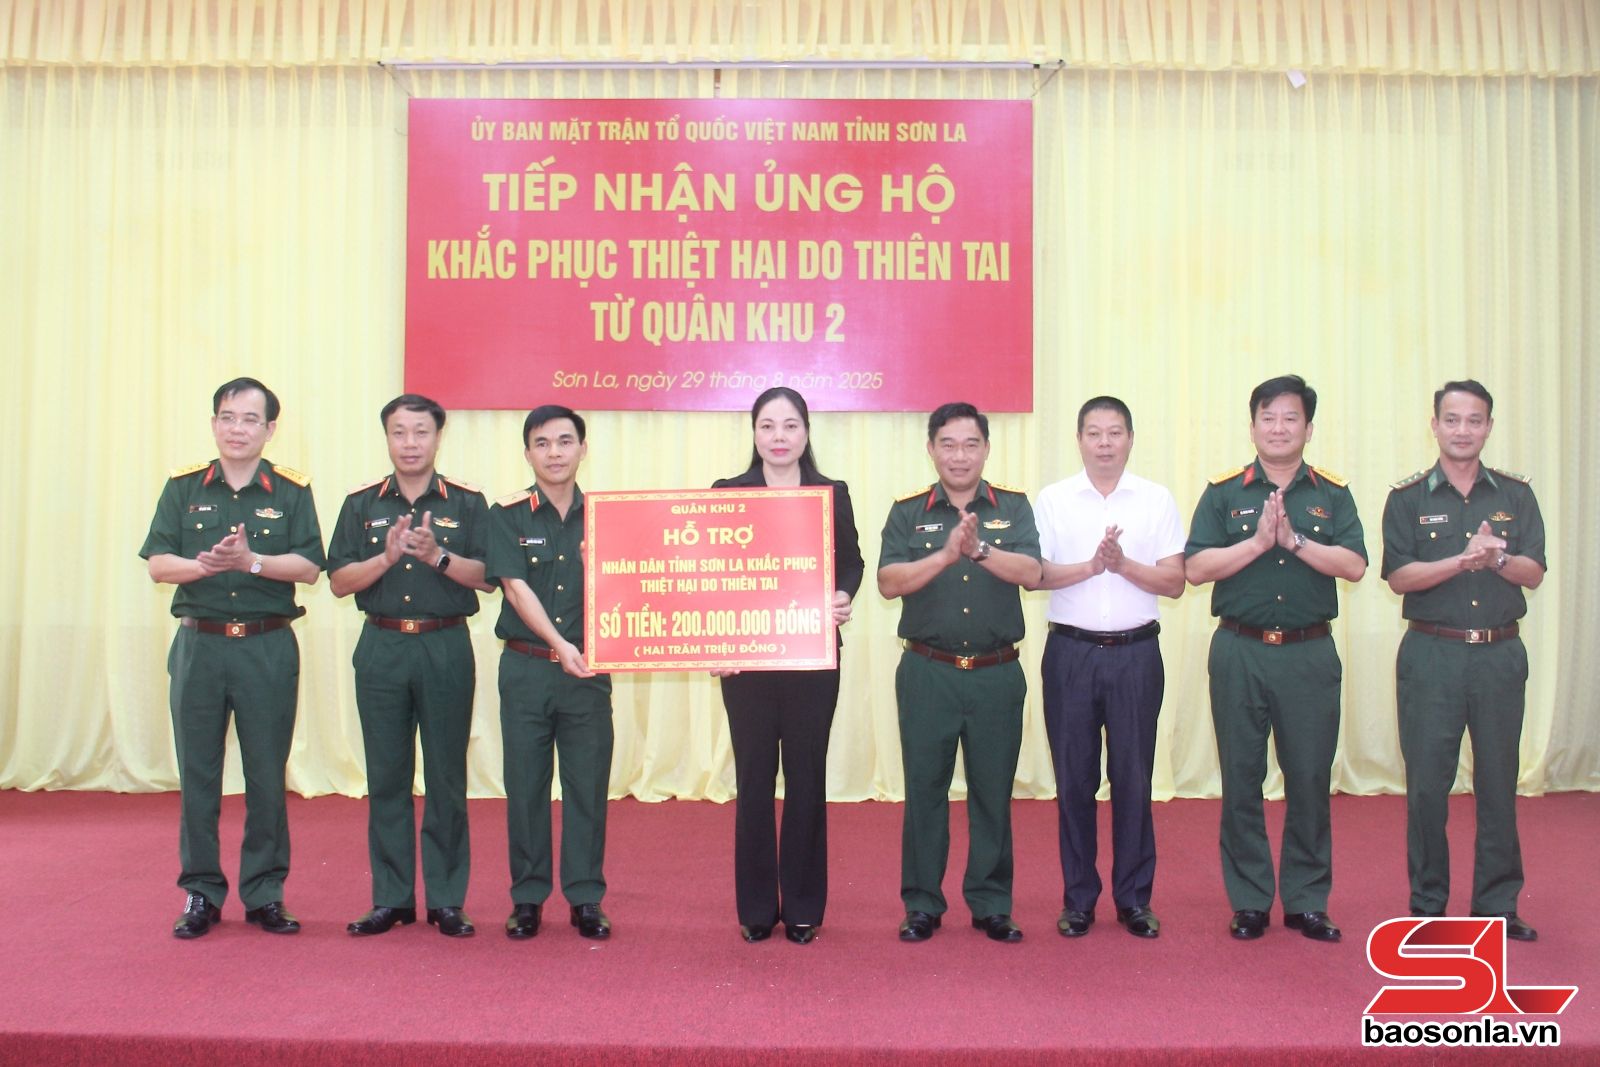 ỦY BAN MẶT TRẬN TỔ QUỐC VIỆT NAM TỈNH SƠN LA
TIẾP NHẬN ỦNG HỘ
KHẮC PHỤC THIỆT HẠI DO THIÊN TAI
TỪ QUÂN KHU 2
Sơn La, ngày 29 tháng 8 năm 2025
QUÂN KHU 2
HỖ TRỢ
NHÂN DÂN TỈNH SƠN LA KHẮC PHỤC
THIỆT HẠI DO THIÊN TAI
SỐ TIỀN: 200.000.000 ĐỒNG
( HAI TRĂM TRIỆU ĐỒNG )
SL
baosonla.vn